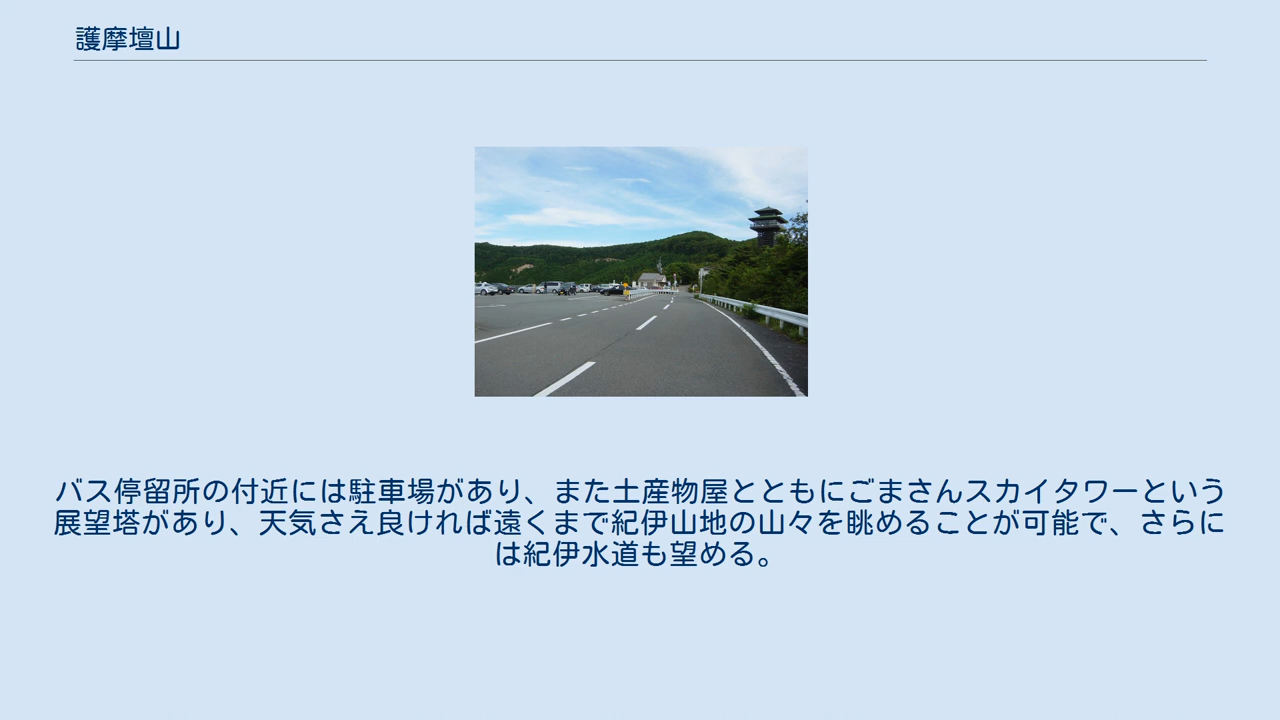 護摩壇山
バス停留所の付近には駐車場があり、また土産物屋とともにごまさんスカイタワーという
展望塔があり、天気さえ良ければ遠くまで紀伊山地の山々を眺めることが可能で、さらに
は紀伊水道も望める。